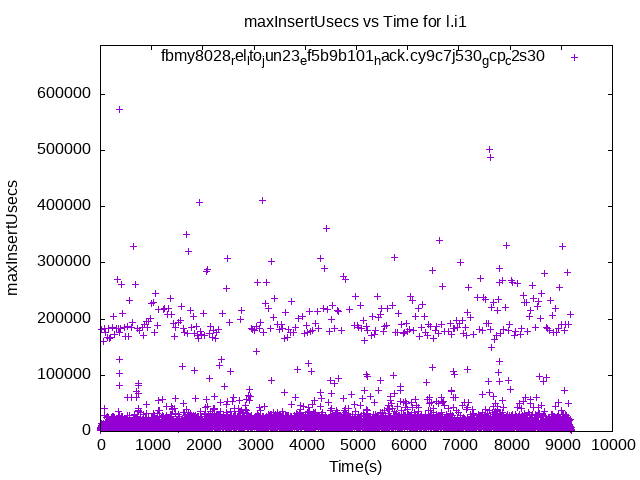 maxInsertUsecs vs Time for l.i1
fbmy8028relltojun23ef5b9b101hack.cy9c7j530gcpc2s30
600000
500000
400000
300000
200000
100000
0
maxInsertUsecs
0 1000 2000 3000 4000 5000 6000 7000 8000 9000 10000
Time(s)